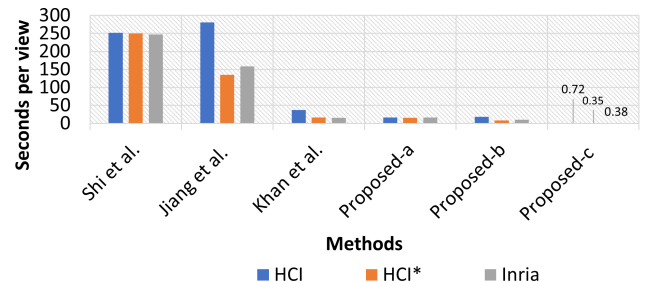 300
250
200
150
100
50
0
Seconds per view
0.72
0.35
0.38
Shi et al.
Jiang et al.
Khan et al.
Proposed-a
Proposed-b
Proposed-c
Methods
HCI HCI* Inria